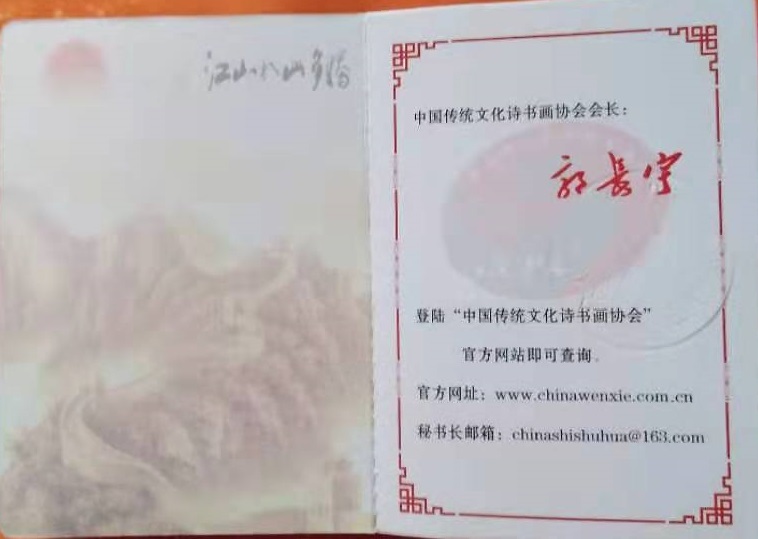 江山如此多娇
中国传统文化诗书画协会会长：
登陆“中国传统文化诗书画协会”
官方网站即可查询
官方网址：www.chinawenxie.com.cn
秘书长邮箱：chinashishuhua@163.com